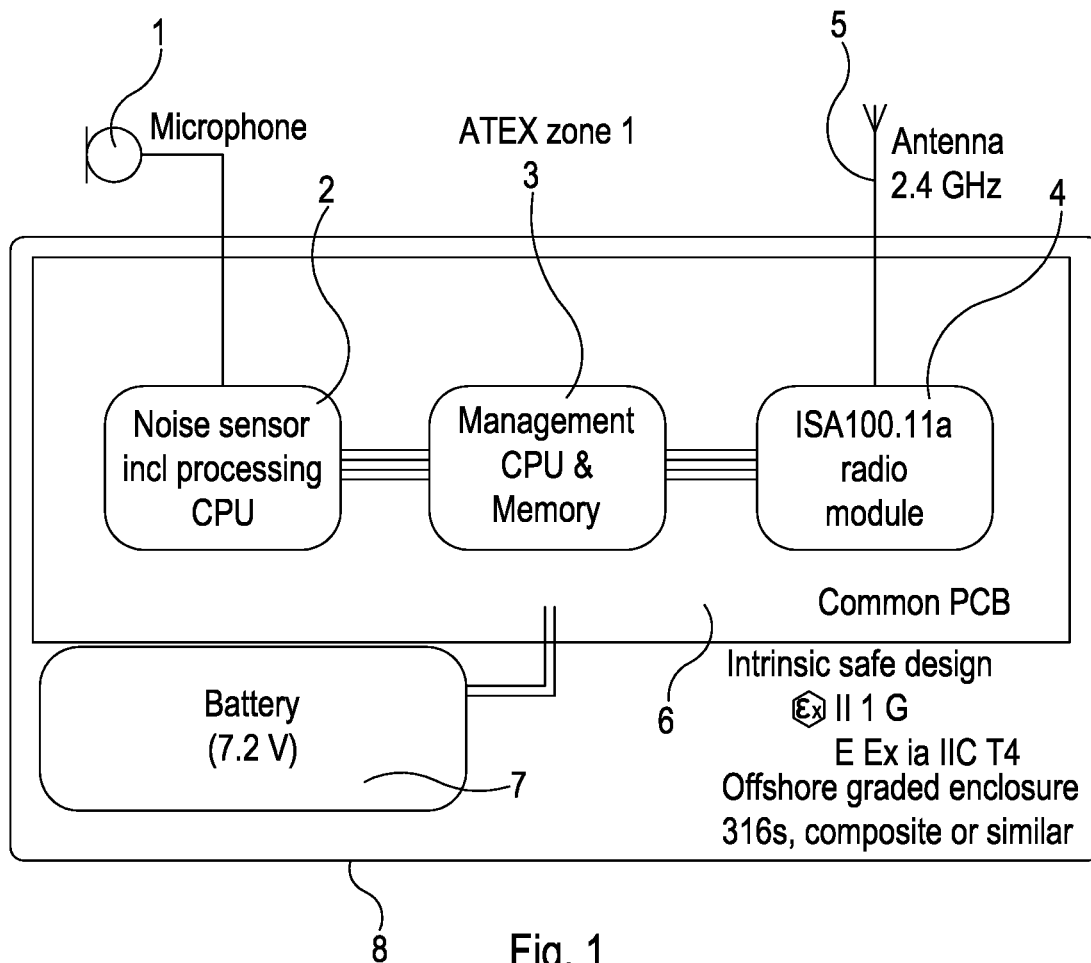 1
Microphone
ATEX zone 1
5
Antenna
2.4 GHz
2
3
4
Noise sensor
incl processing
CPU
Management
CPU &
Memory
ISA100.11a
radio
module
Common PCB
6
Battery
(7.2 V)
7
Intrinsic safe design
Ex II 1 G
E Ex ia IIC T4
Offshore graded enclosure
316s, composite or similar
8
Fig. 1